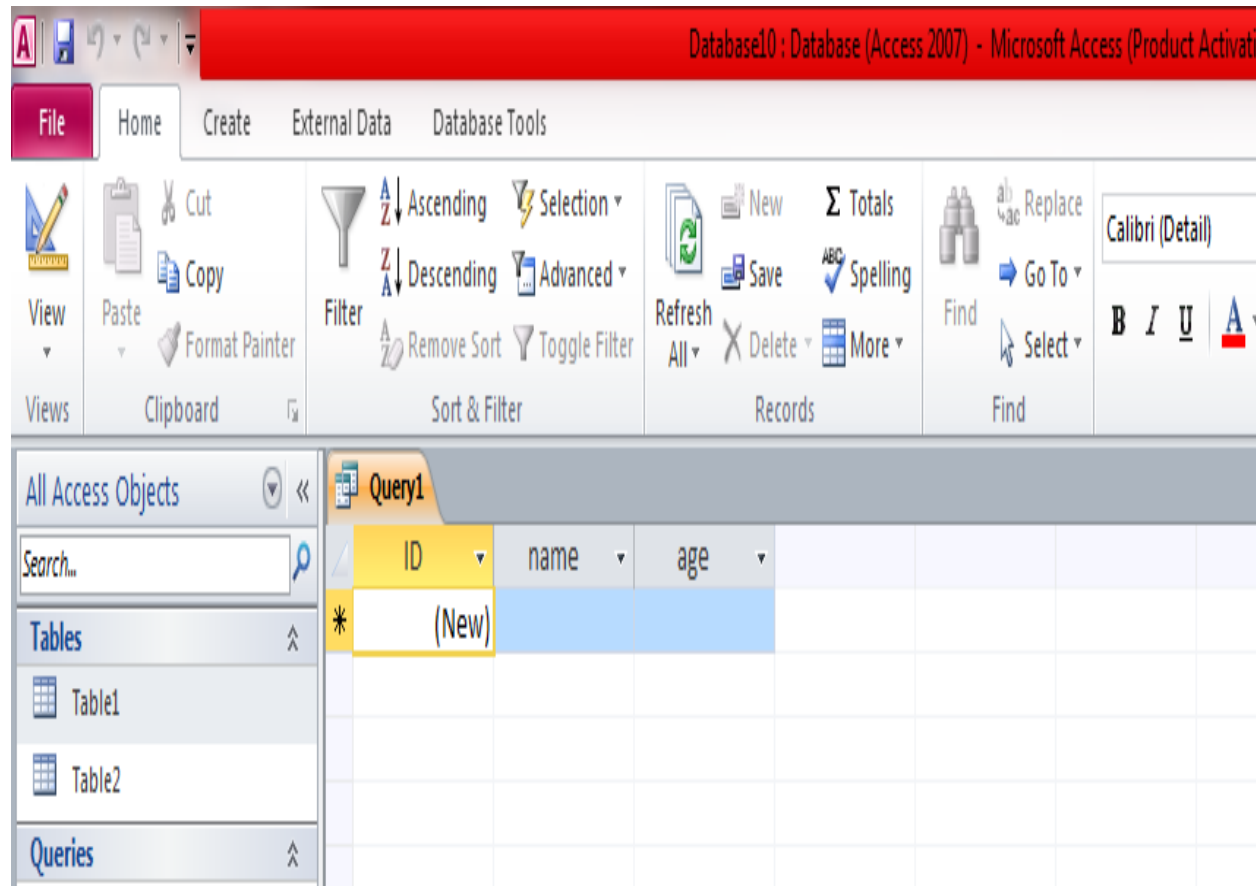 Database10 : Database (Access 2007) - Microsoft Access (Product Activati
File Home Create External Data Database Tools
View
Views
Paste
Cut
Copy
Format Painter
Clipboard
Filter
Ascending
Descending
Remove Sort
Selection
Advanced
Toggle Filter
Sort & Filter
Refresh
All
New
Save
Delete
Totals
Spelling
More
Records
Find
Replace
Go To
Select
Find
Calibri (Detail)
B I U A
All Access Objects
Search...
Tables
Table1
Table2
Queries
Query1
ID name age
(New)